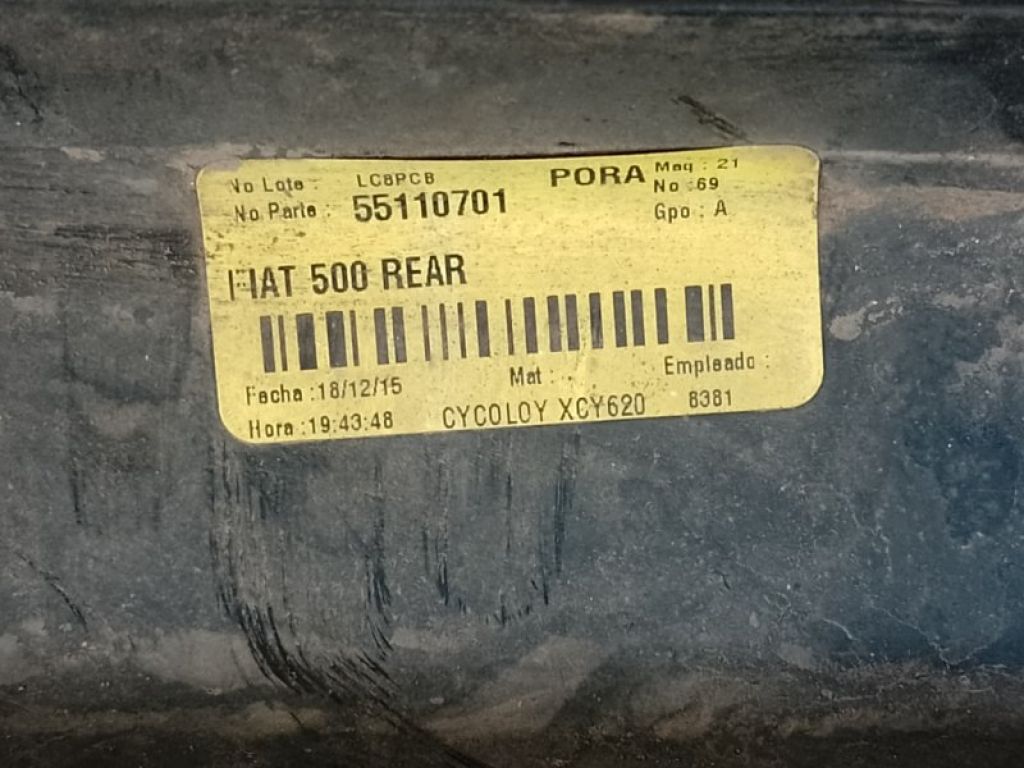 No Lote : LCBPCB PORA Maq : 21
No : 69
No Parte : 55110701 Gpo : A
FIAT 500 REAR
Fecha :18/12/15 Mat : Empleado :
Hora :19:43:48 CYCOLOY XCY620 8381